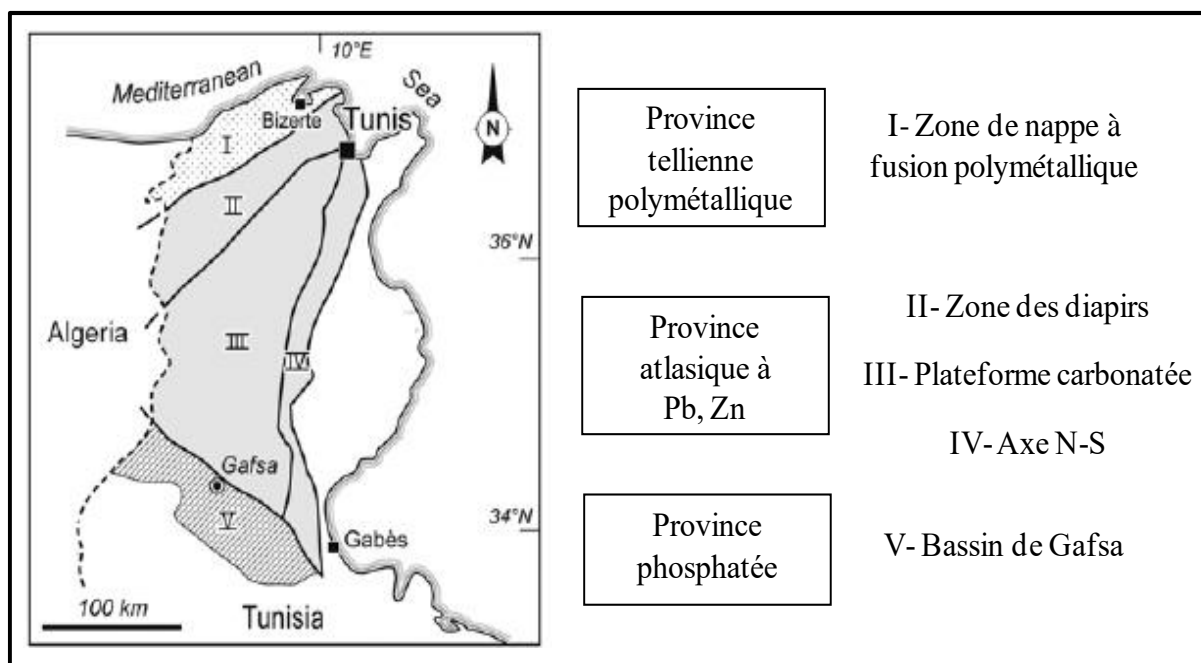 10°E
Mediterranean
Sea
Bizerte
Tunis
N
I
II
36°N
Algeria
III
IV
Gafsa
V
34°N
Gabès
100 km
Tunisia
Province
tellienne
polymétallique
I- Zone de nappe à
fusion polymétallique
Province
atlasique à
Pb, Zn
II- Zone des diapirs
III- Plateforme carbonatée
IV- Axe N-S
Province
phosphatée
V- Bassin de Gafsa